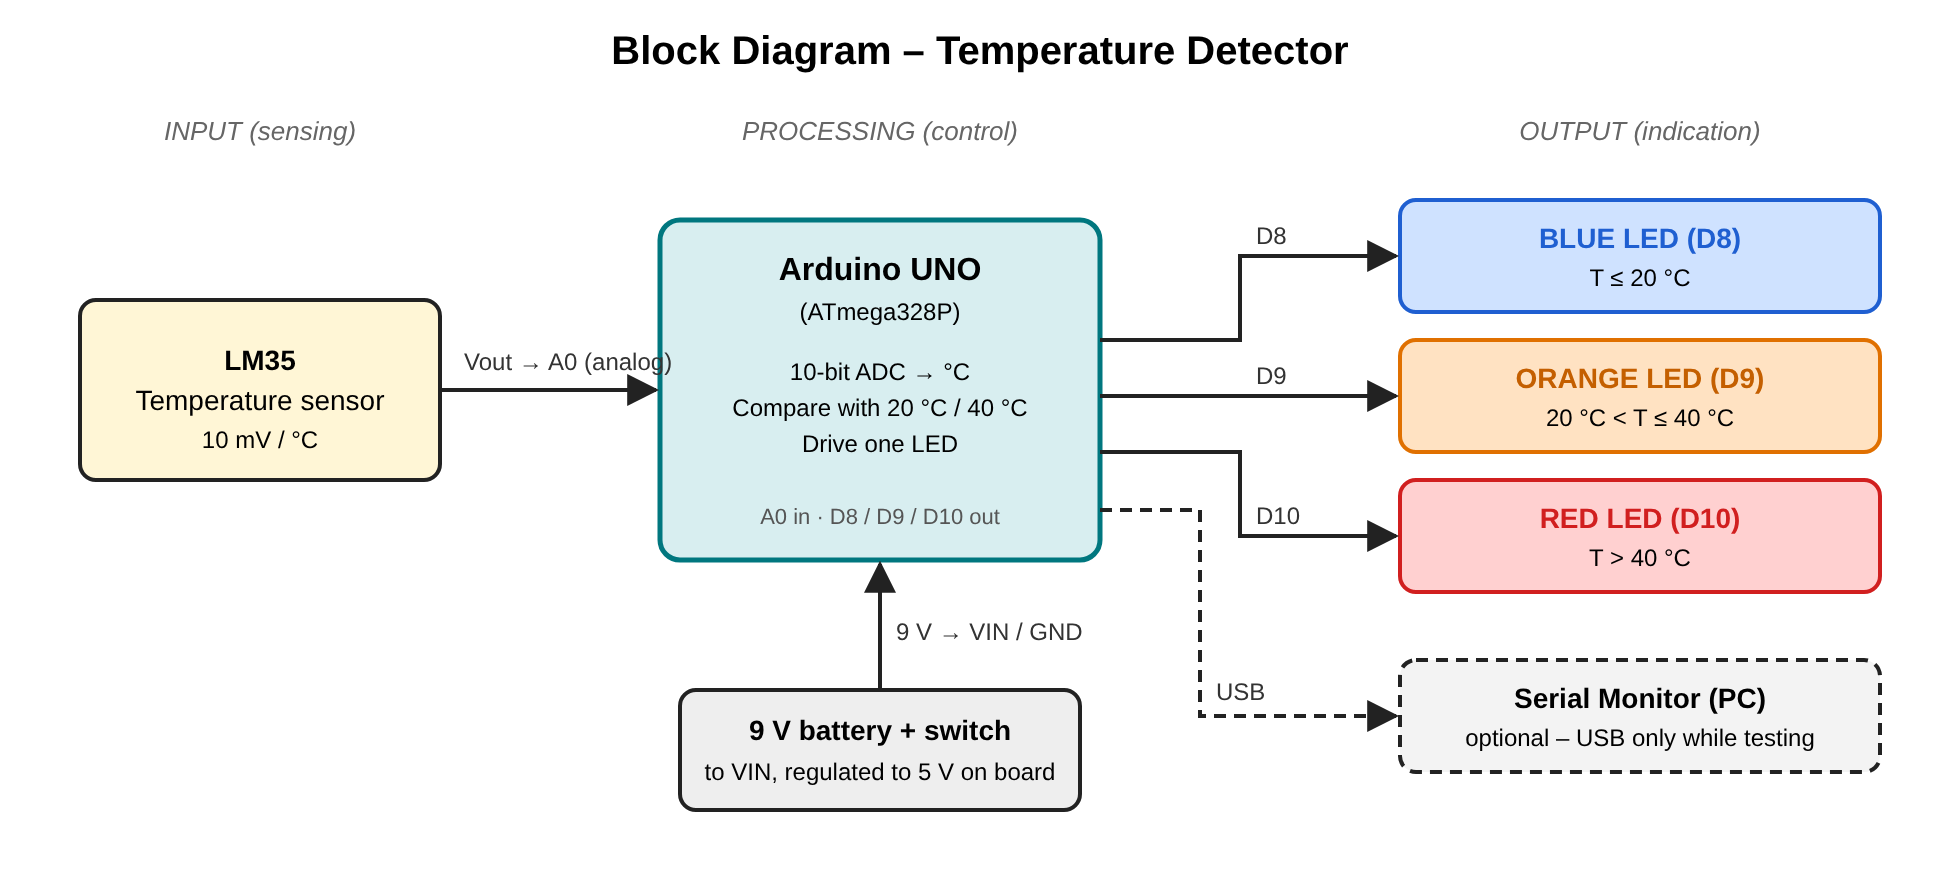 Block Diagram – Temperature Detector
INPUT (sensing)
PROCESSING (control)
OUTPUT (indication)
LM35
Temperature sensor
10 mV / °C
Vout → A0 (analog)
Arduino UNO
(ATmega328P)
10-bit ADC → °C
Compare with 20 °C / 40 °C
Drive one LED
A0 in · D8 / D9 / D10 out
9 V → VIN / GND
9 V battery + switch
to VIN, regulated to 5 V on board
D8
BLUE LED (D8)
T ≤ 20 °C
D9
ORANGE LED (D9)
20 °C < T ≤ 40 °C
D10
RED LED (D10)
T > 40 °C
USB
Serial Monitor (PC)
optional – USB only while testing